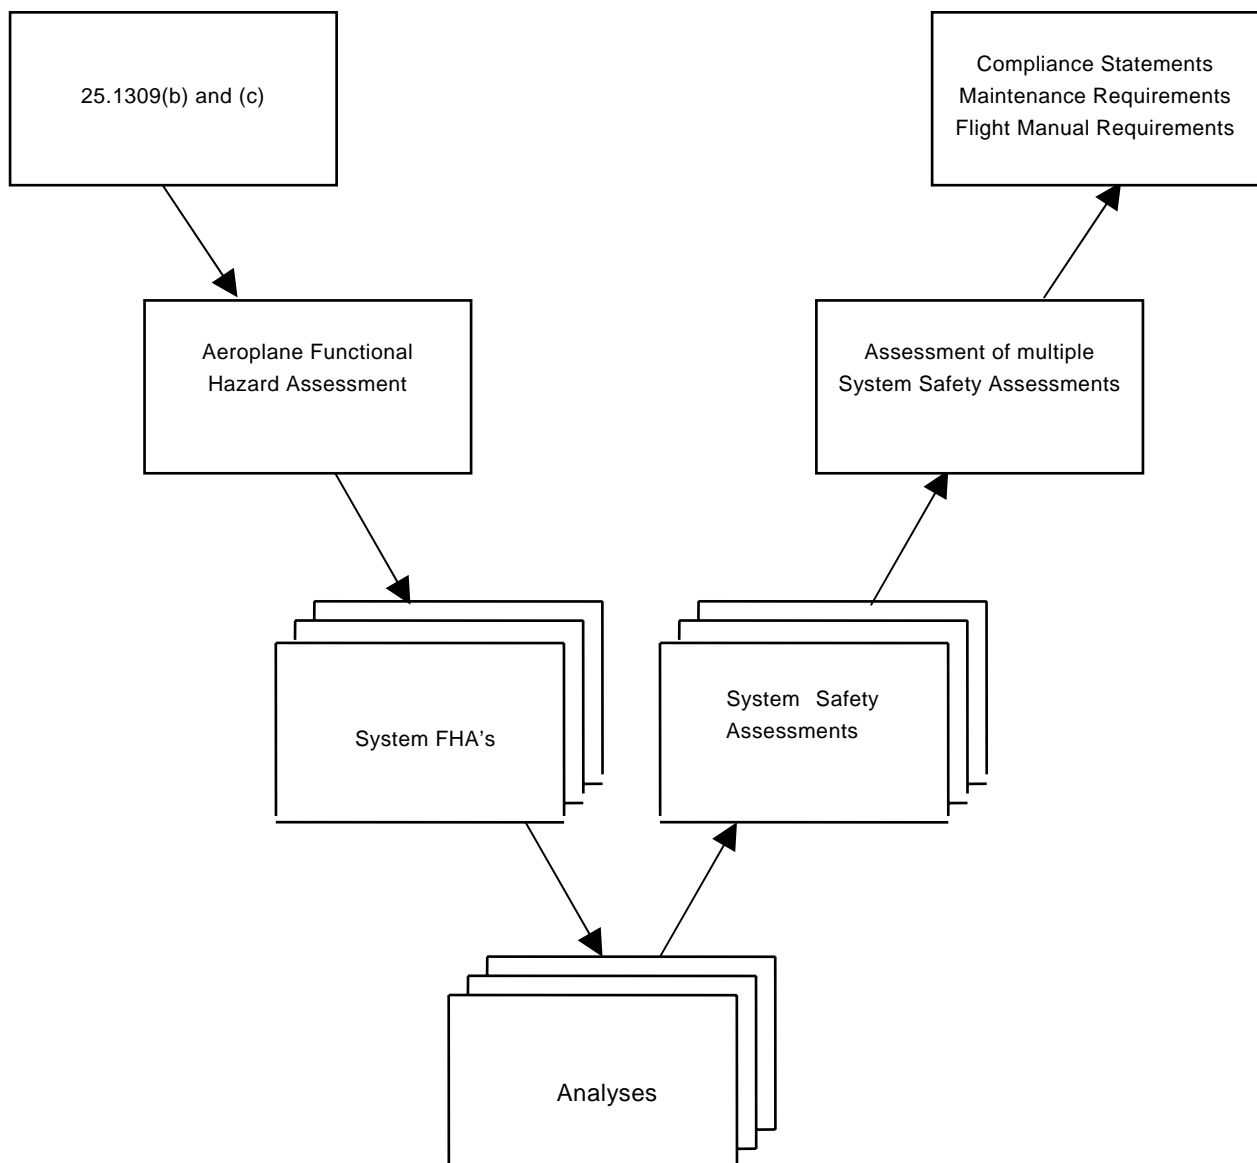 25.1309(b) and (c)
Compliance Statements
Maintenance Requirements
Flight Manual Requirements
Aeroplane Functional
Hazard Assessment
Assessment of multiple
System Safety Assessments
System FHA's
System Safety
Assessments
Analyses